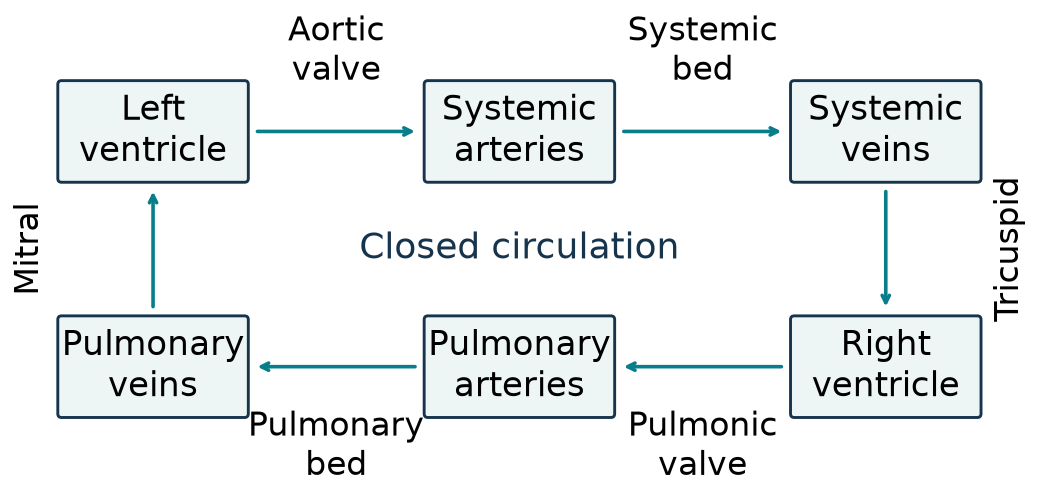 Aortic
valve
Systemic
bed
Left
ventricle
Systemic
arteries
Systemic
veins
Mitral
Closed circulation
Tricuspid
Pulmonary
veins
Pulmonary
arteries
Right
ventricle
Pulmonary
bed
Pulmonic
valve